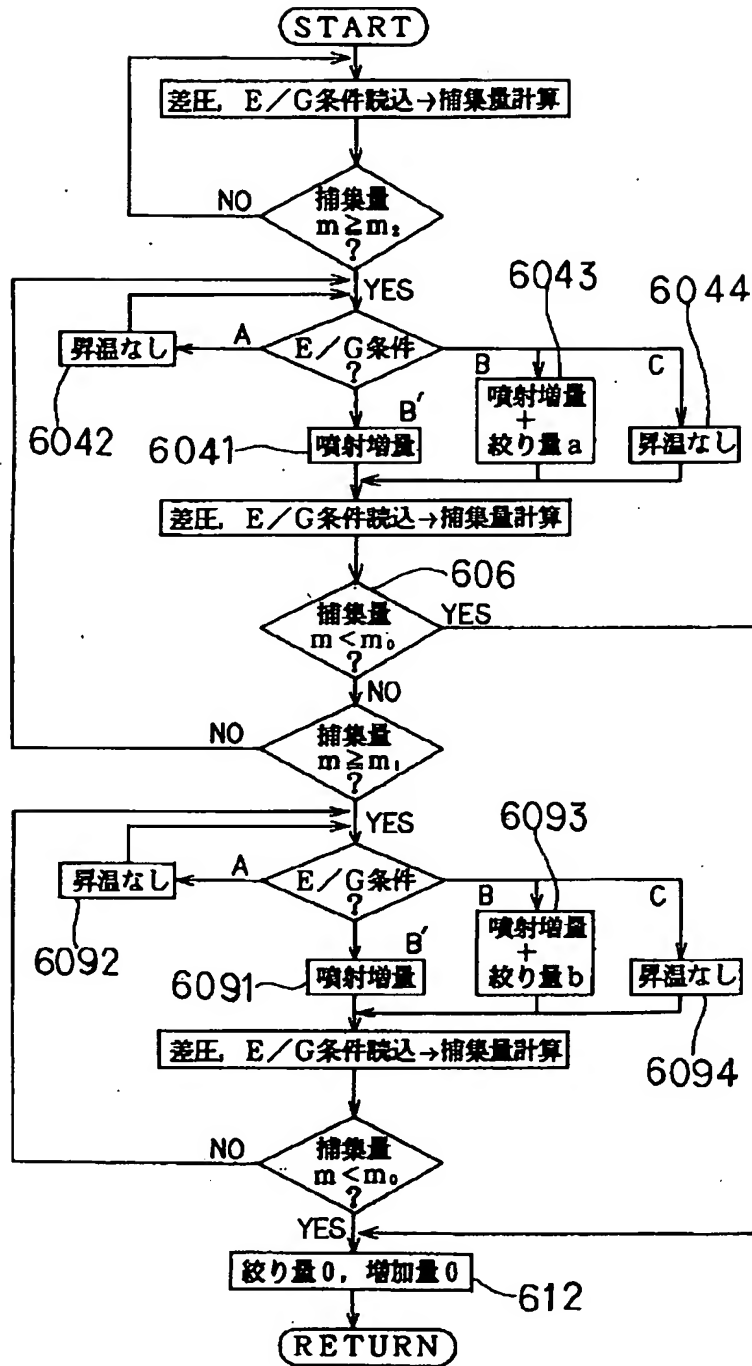 START
差圧，E／G条件読込→捕集量計算
捕集量
m≧m₂
?
NO
YES
6043
6044
E／G条件
?
A
昇温なし
6042
B
C
B′
噴射増量
6041
噴射増量
＋
絞り量a
昇温なし
差圧，E／G条件読込→捕集量計算
606
捕集量
m＜m₀
?
YES
NO
捕集量
m≧m₁
?
NO
YES
6093
E／G条件
?
A
昇温なし
6092
B
C
B′
噴射増量
6091
噴射増量
＋
絞り量b
昇温なし
6094
差圧，E／G条件読込→捕集量計算
捕集量
m＜m₀
?
NO
YES
絞り量0，増加量0
612
RETURN